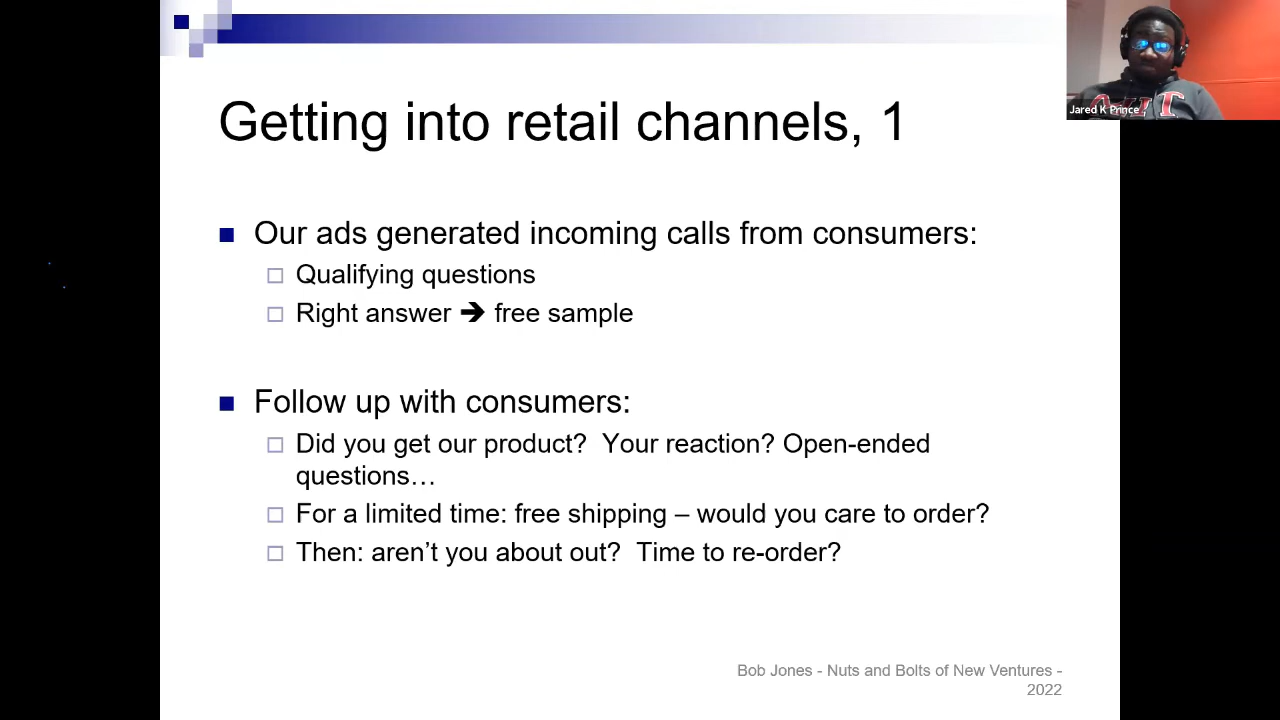 Getting into retail channels, 1
Jared K Prince
Our ads generated incoming calls from consumers:
Qualifying questions
Right answer ➔ free sample
Follow up with consumers:
Did you get our product?  Your reaction? Open-ended
questions…
For a limited time: free shipping – would you care to order?
Then: aren’t you about out?  Time to re-order?
Bob Jones - Nuts and Bolts of New Ventures -
2022